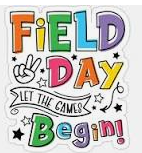 FiELD
DAY
LET THE GAMES
Begin!